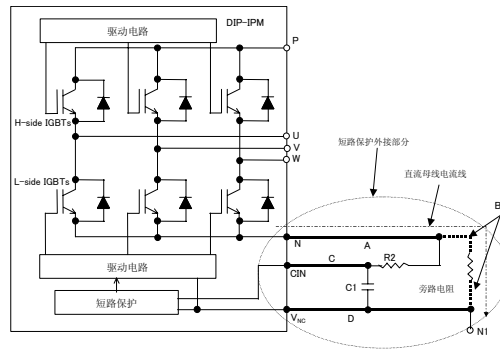 驱动电路
DIP-IPM
P
H-side IGBTs
U
V
W
短路保护外接部分
直流母线电流线
L-side IGBTs
B
N
A
驱动电路
CIN
C
R2
C1
旁路电阻
短路保护
VNC
D
N1